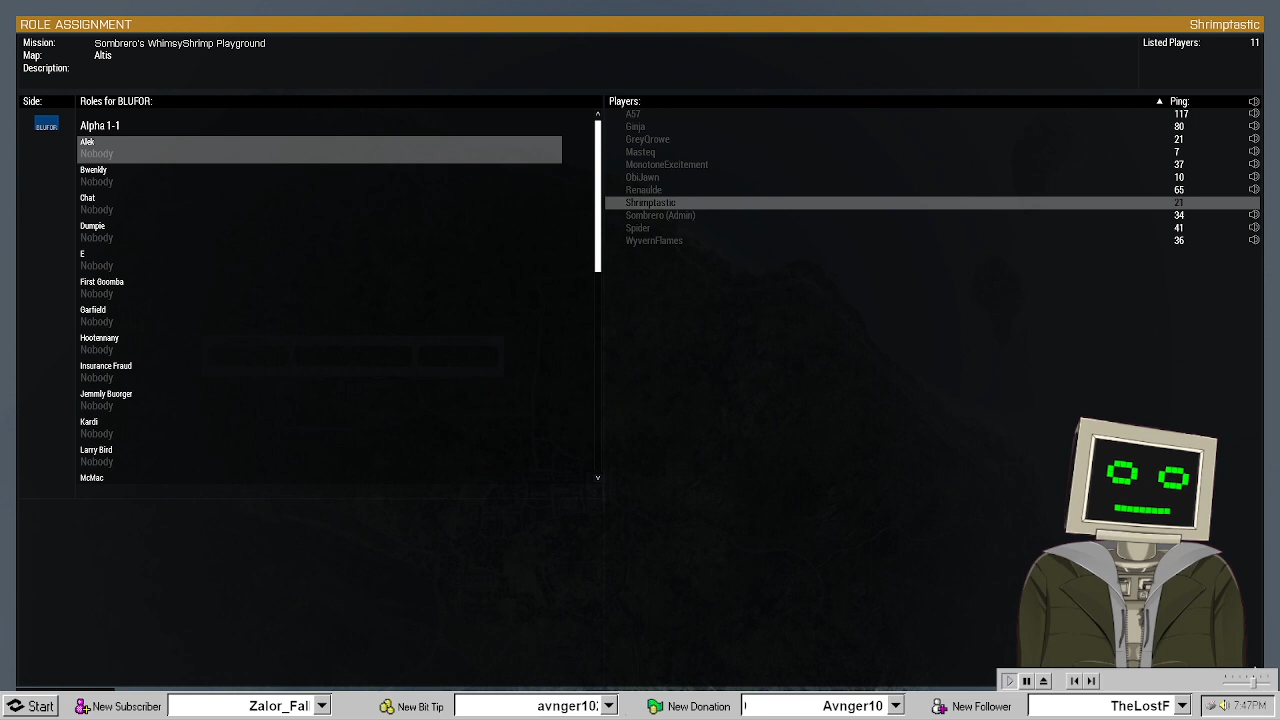 ROLE ASSIGNMENT
Shrimptastic
Mission: Sombrero's WhimsyShrimp Playground
Map: Altis
Description:
Listed Players: 11
Side:
Roles for BLUFOR:
BLUFOR
Alpha 1-1
Alek
Nobody
Bwenkly
Nobody
Chat
Nobody
Dumpie
Nobody
E
Nobody
First Goomba
Nobody
Garfield
Nobody
Hootennany
Nobody
Insurance Fraud
Nobody
Jemmly Buorger
Nobody
Kardi
Nobody
Larry Bird
Nobody
McMac
Players: Ping:
A57 117
Ginja 80
GreyQrowe 21
Masteq 7
MonotoneExcitement 37
ObiJawn 10
Renaulde 65
Shrimptastic 21
Sombrero (Admin) 34
Spider 41
WyvernFlames 36
Start
New Subscriber
Zalor_Fal
New Bit Tip
avnger10
New Donation
Avnger10
New Follower
TheLostF
7:47PM